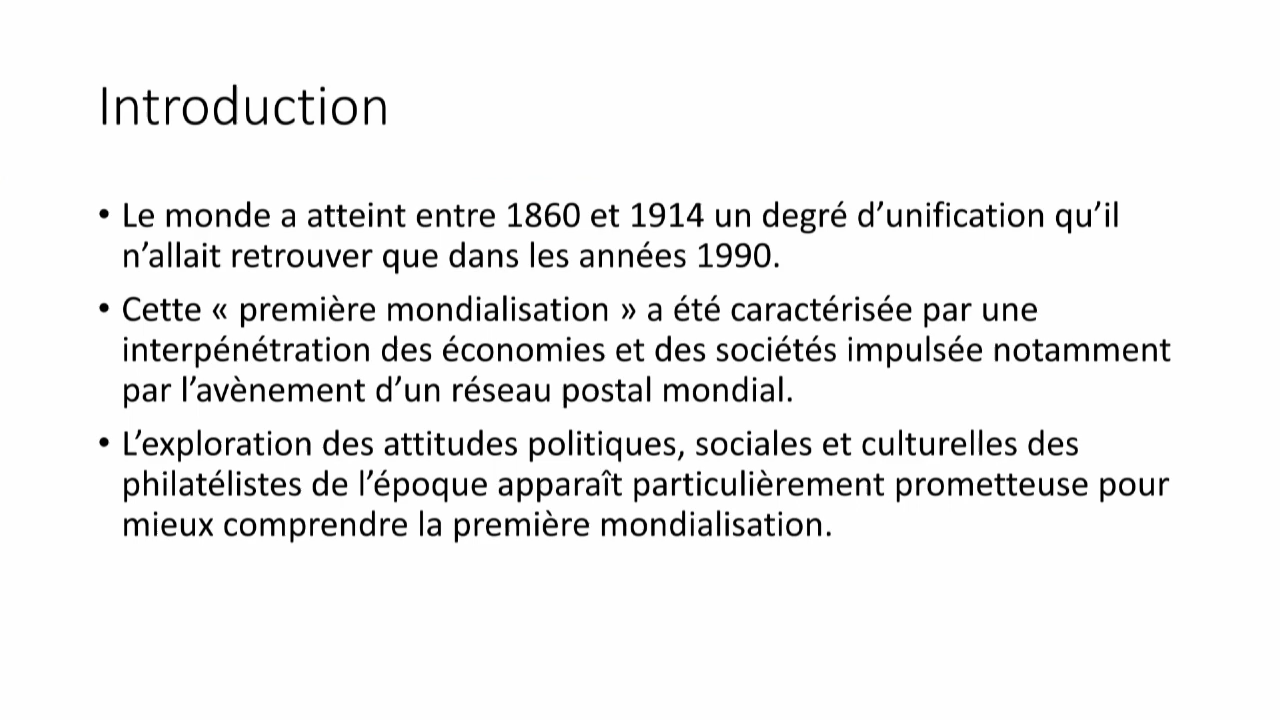 Introduction
• Le monde a atteint entre 1860 et 1914 un degré d’unification qu’il
n’allait retrouver que dans les années 1990.
• Cette « première mondialisation » a été caractérisée par une
interpénétration des économies et des sociétés impulsée notamment
par l’avènement d’un réseau postal mondial.
• L’exploration des attitudes politiques, sociales et culturelles des
philatélistes de l’époque apparaît particulièrement prometteuse pour
mieux comprendre la première mondialisation.